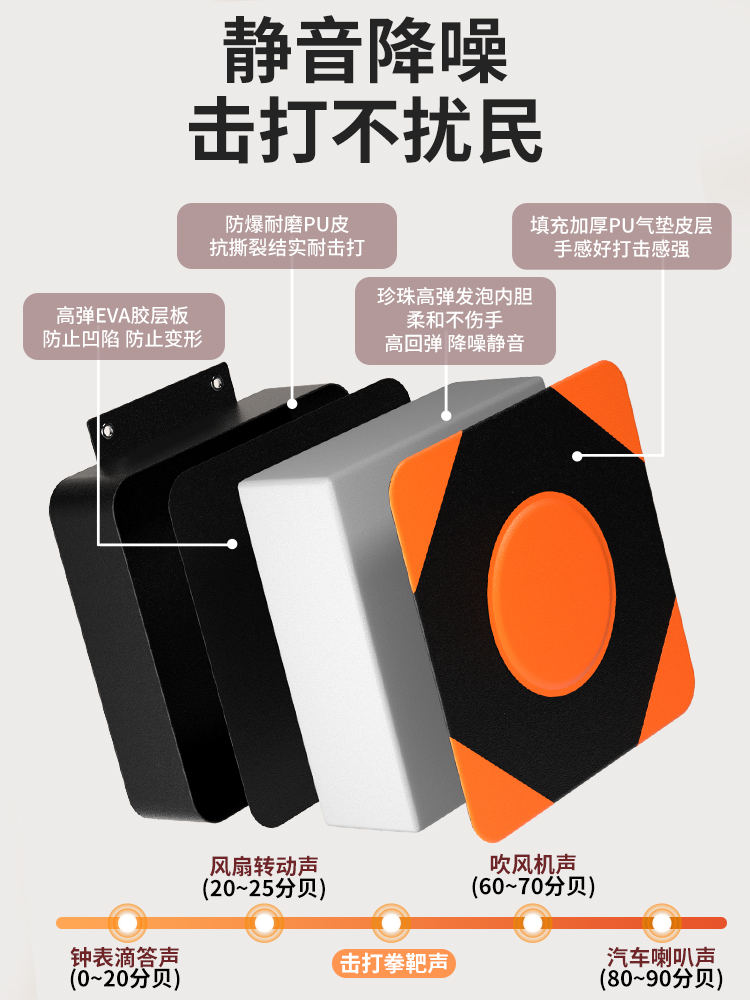 静音降噪
击打不扰民
防爆耐磨PU皮
抗撕裂结实耐击打
填充加厚PU气垫皮层
手感好打击感强
珍珠高弹发泡内胆
柔和不伤手
高回弹 降噪静音
高弹EVA胶层板
防止凹陷 防止变形
风扇转动声
(20~25分贝)
吹风机声
(60~70分贝)
钟表滴答声
(0~20分贝)
击打拳靶声
汽车喇叭声
(80~90分贝)